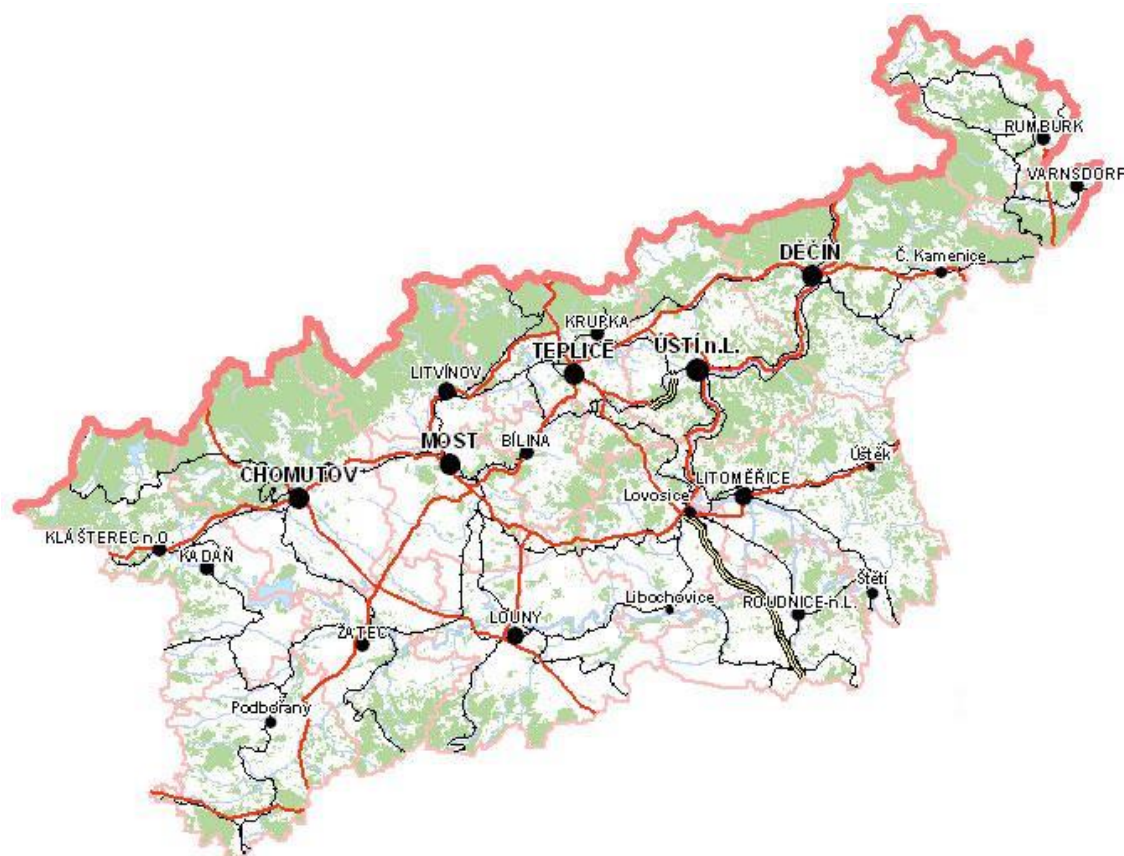 RUMBURK
VARNSDORF
DĚČÍN
Č. Kamenice
KRUPKA
TEPLICE
ÚSTÍ n.L.
LITVÍNOV
MOST
BÍLINA
Úštěk
CHOMUTOV
LITOMĚŘICE
Lovosice
KLÁŠTEREC n.O.
KADAŇ
Štětí
Libochovice
ROUDNICE n.L.
LOUNY
ŽATEC
Podbořany